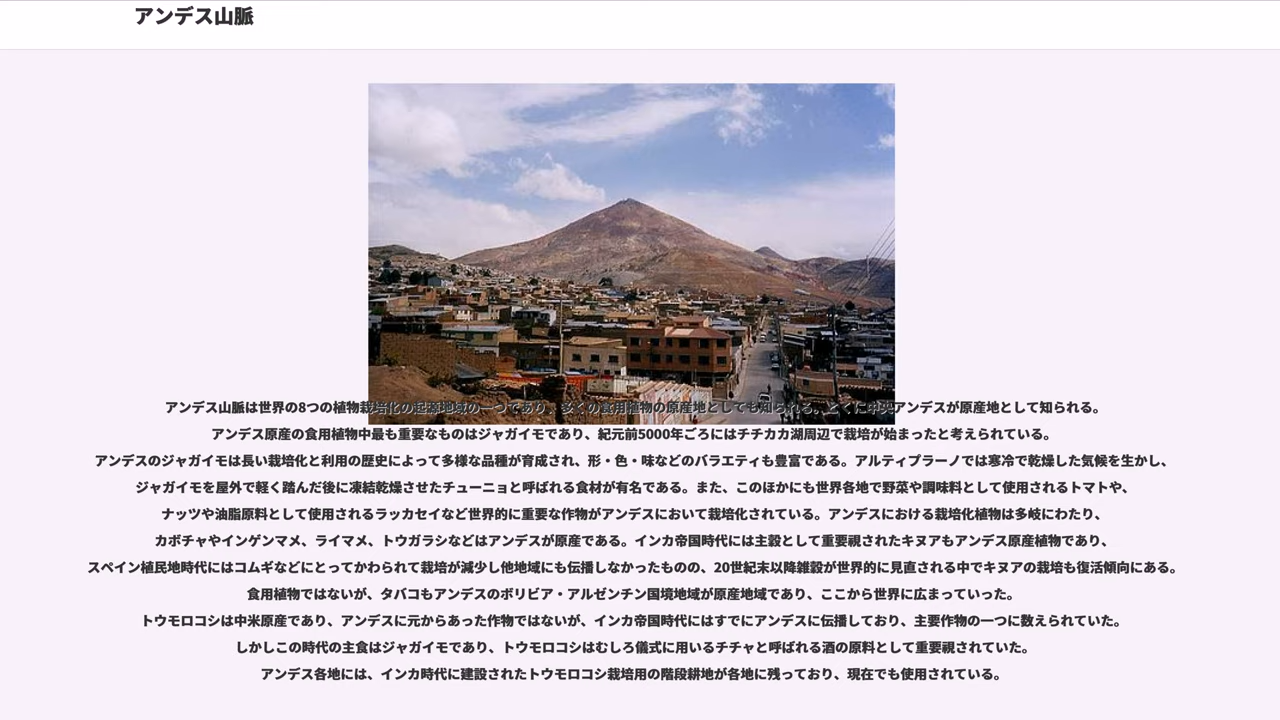 アンデス山脈
アンデス山脈は世界の8つの植物栽培化の起源地域の一つであり、多くの食用植物の原産地としても知られる。とくに中央アンデスが原産地として知られる。
アンデス原産の食用植物中最も重要なものはジャガイモであり、紀元前5000年ごろにはチチカカ湖周辺で栽培が始まったと考えられている。
アンデスのジャガイモは長い栽培化と利用の歴史によって多様な品種が育成され、形・色・味などのバラエティも豊富である。アルティプラーノでは寒冷で乾燥した気候を生かし、
ジャガイモを屋外で軽く踏んだ後に凍結乾燥させたチューニョと呼ばれる食材が有名である。また、このほかにも世界各地で野菜や調味料として使用されるトマトや、
ナッツや油脂原料として使用されるラッカセイなど世界的に重要な作物がアンデスにおいて栽培化されている。アンデスにおける栽培化植物は多岐にわたり、
カボチャやインゲンマメ、ライマメ、トウガラシなどはアンデスが原産である。インカ帝国時代には主穀として重要視されたキヌアもアンデス原産植物であり、
スペイン植民地時代にはコムギなどにとってかわられて栽培が減少し他地域にも伝播しなかったものの、20世紀末以降雑穀が世界的に見直される中でキヌアの栽培も復活傾向にある。
食用植物ではないが、タバコもアンデスのボリビア・アルゼンチン国境地域が原産地域であり、ここから世界に広まっていった。
トウモロコシは中米原産であり、アンデスに元からあった作物ではないが、インカ帝国時代にはすでにアンデスに伝播しており、主要作物の一つに数えられていた。
しかしこの時代の主食はジャガイモであり、トウモロコシはむしろ儀式に用いるチチャと呼ばれる酒の原料として重要視されていた。
アンデス各地には、インカ時代に建設されたトウモロコシ栽培用の階段耕地が各地に残っており、現在でも使用されている。